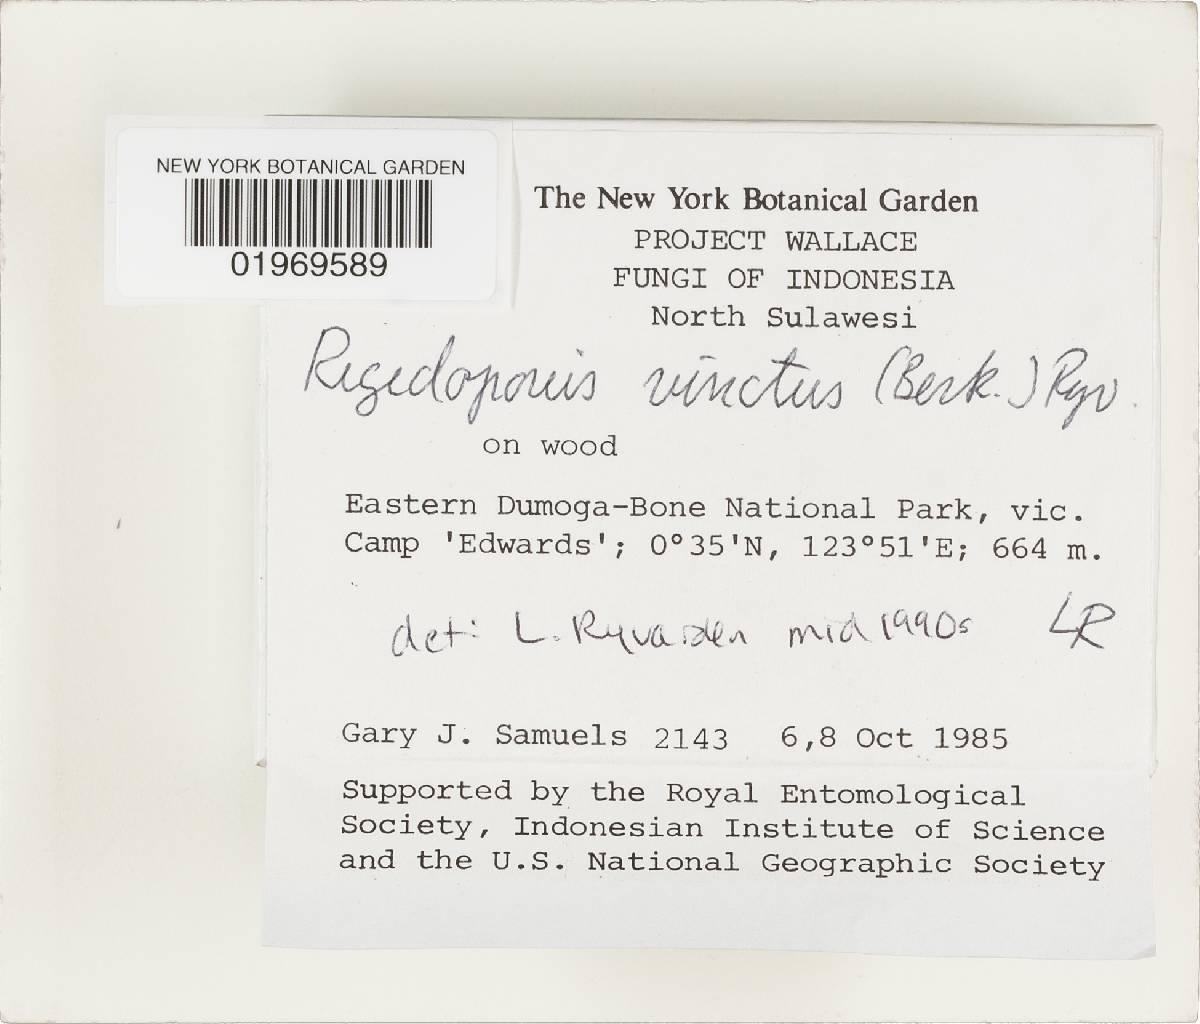 NEW YORK BOTANICAL GARDEN
01969589
The New York Botanical Garden
PROJECT WALLACE
FUNGI OF INDONESIA
North Sulawesi
Rigidoporus vinctus (Berk.) Ryv.
on wood
Eastern Dumoga-Bone National Park, vic.
Camp 'Edwards'; 0°35'N, 123°51'E; 664 m.
det: L. Ryvarden mid 1990s LR
Gary J. Samuels 2143 6,8 Oct 1985
Supported by the Royal Entomological
Society, Indonesian Institute of Science
and the U.S. National Geographic Society